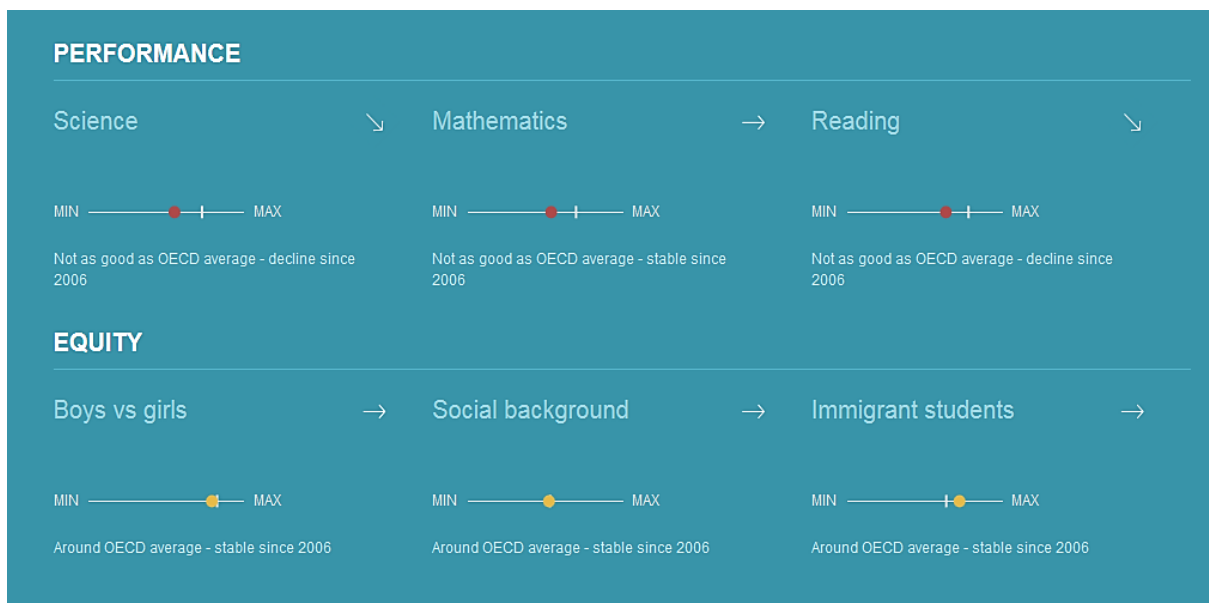 PERFORMANCE
Science
Mathematics
Reading
MIN
MAX
MIN
MAX
MIN
MAX
Not as good as OECD average - decline since
2006
Not as good as OECD average - stable since
2006
Not as good as OECD average - decline since
2006
EQUITY
Boys vs girls
Social background
Immigrant students
MIN
MAX
MIN
MAX
MIN
MAX
Around OECD average - stable since 2006
Around OECD average - stable since 2006
Around OECD average - stable since 2006